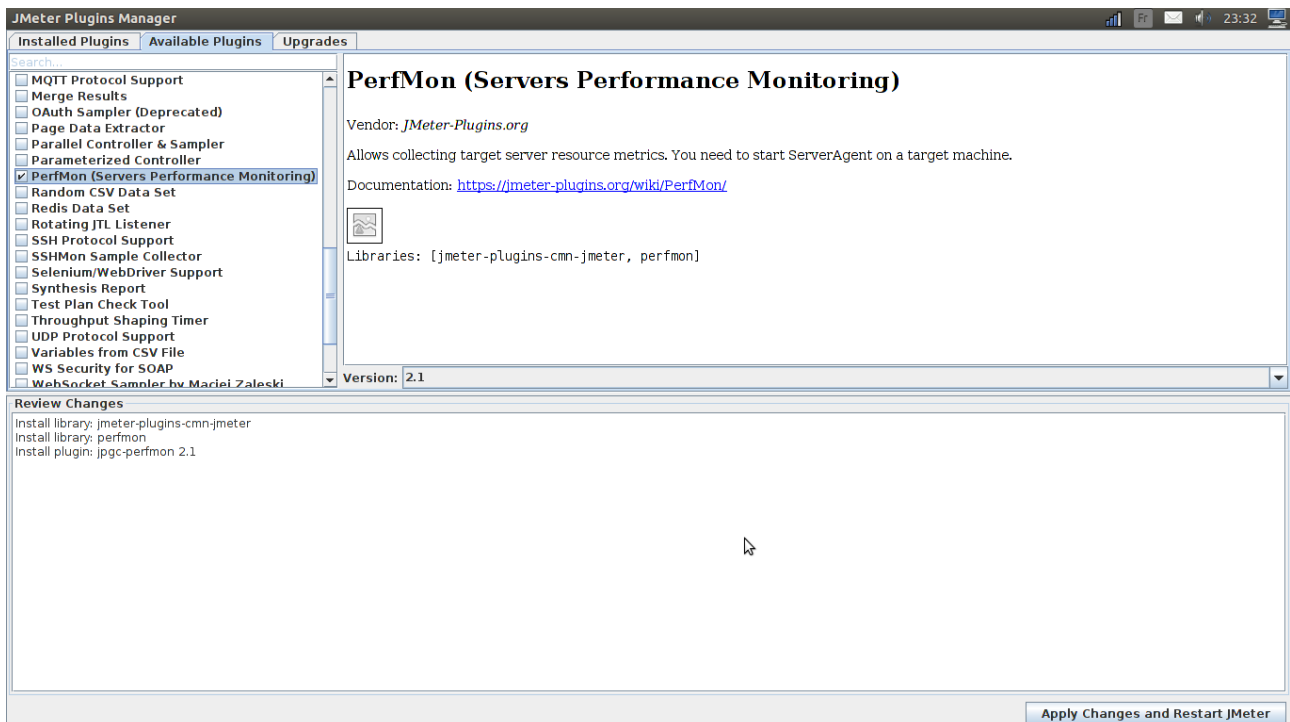 JMeter Plugins Manager
Fr
23:32
Installed Plugins
Available Plugins
Upgrades
Search...
MQTT Protocol Support
Merge Results
OAuth Sampler (Deprecated)
Page Data Extractor
Parallel Controller & Sampler
Parameterized Controller
PerfMon (Servers Performance Monitoring)
Random CSV Data Set
Redis Data Set
Rotating JTL Listener
SSH Protocol Support
SSHMon Sample Collector
Selenium/WebDriver Support
Synthesis Report
Test Plan Check Tool
Throughput Shaping Timer
UDP Protocol Support
Variables from CSV File
WS Security for SOAP
WebSocket Sampler by Maciej Zaleski
PerfMon (Servers Performance Monitoring)
Vendor: JMeter-Plugins.org
Allows collecting target server resource metrics. You need to start ServerAgent on a target machine.
Documentation: https://jmeter-plugins.org/wiki/PerfMon/
Libraries: [jmeter-plugins-cmn-jmeter, perfmon]
Version: 2.1
Review Changes
Install library: jmeter-plugins-cmn-jmeter
Install library: perfmon
Install plugin: jpgc-perfmon 2.1
Apply Changes and Restart JMeter